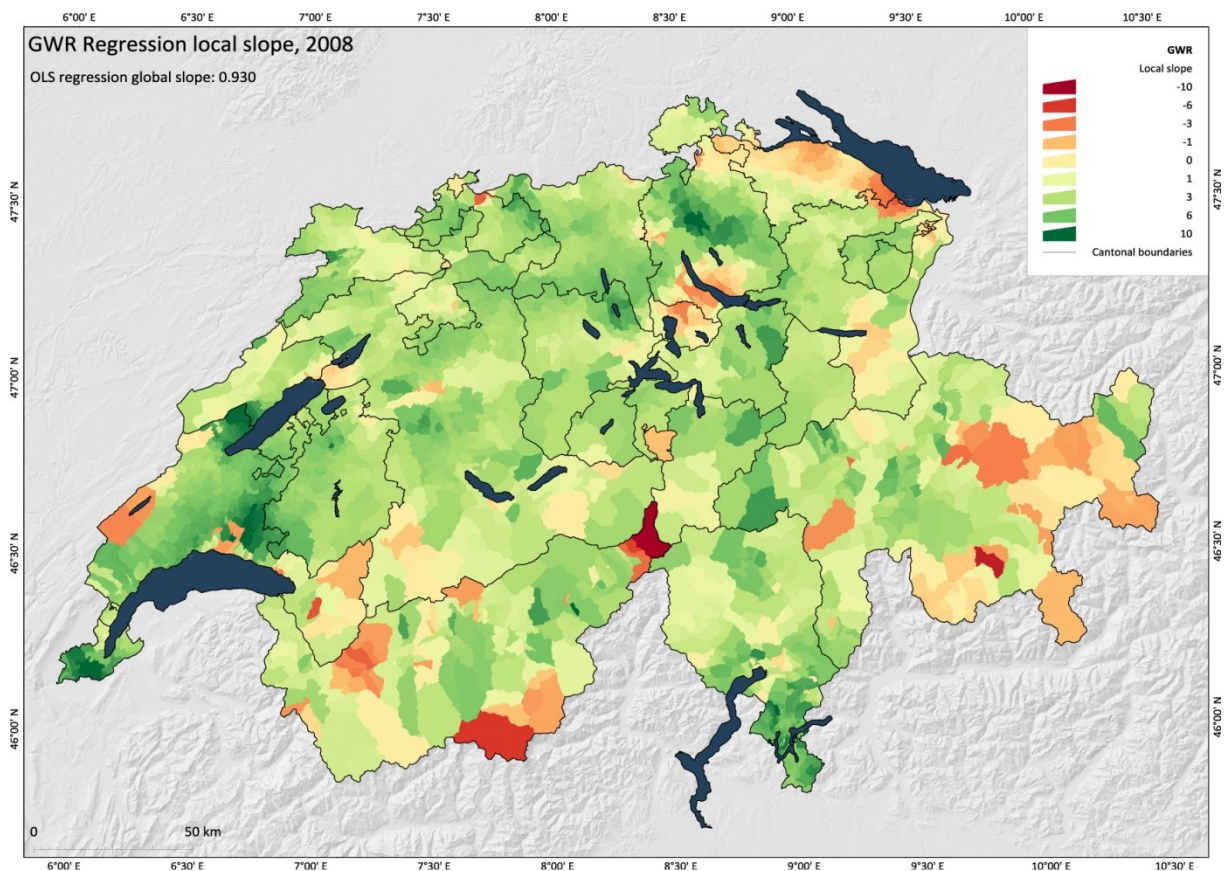 6°00' E 6°30' E 7°00' E 7°30' E 8°00' E 8°30' E 9°00' E 9°30' E 10°00' E 10°30' E
GWR Regression local slope, 2008
OLS regression global slope: 0.930
GWR
Local slope
-10
-6
-3
-1
0
1
3
6
10
Cantonal boundaries
47°30' N 47°30' N
47°00' N 47°00' N
46°30' N 46°30' N
46°00' N 46°00' N
0 50 km
6°00' E 6°30' E 7°00' E 7°30' E 8°00' E 8°30' E 9°00' E 9°30' E 10°00' E 10°30' E